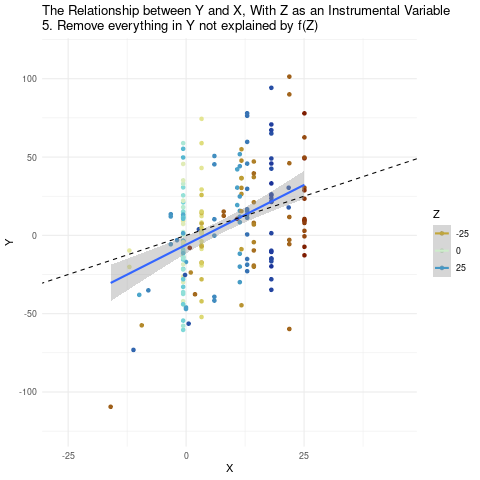 The Relationship between Y and X, With Z as an Instrumental Variable
5. Remove everything in Y not explained by f(Z)
100
50
0
-50
-100
Y
-25
0
25
X
Z
-25
0
25